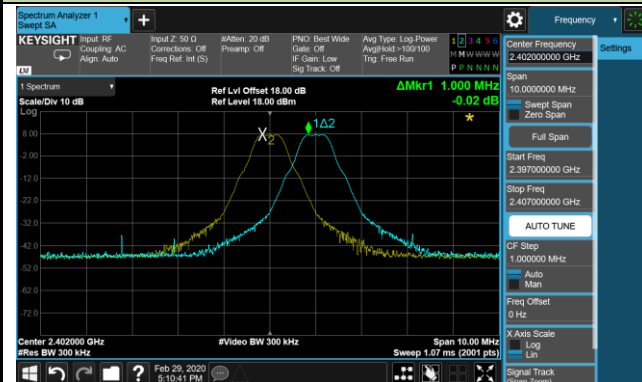 Spectrum Analyzer 1
Swept SA
Frequency
KEYSIGHT
Input: RF
Coupling: AC
Align: Auto
Input Z: 50 Ω
Corrections: Off
Freq Ref: Int (S)
#Atten: 20 dB
Preamp: Off
PNO: Best Wide
Gate: Off
IF Gain: Low
Sig Track: Off
Avg Type: Log-Power
Avg|Hold:>100/100
Trig: Free Run
1 2 3 4 5 6
M M W W W W
P P N N N N
LXI
1 Spectrum
Scale/Div 10 dB
Ref Lvl Offset 18.00 dB
Ref Level 18.00 dBm
ΔMkr1 1.000 MHz
-0.02 dB
Log
8.00
-2.00
-12.0
-22.0
-32.0
-42.0
-52.0
-62.0
-72.0
X2
1Δ2
*
Center 2.402000 GHz
#Res BW 300 kHz
#Video BW 300 kHz
Span 10.00 MHz
Sweep 1.07 ms (2001 pts)
Feb 29, 2020
5:10:41 PM
Center Frequency
2.402000000 GHz
Span
10.0000000 MHz
Swept Span
Zero Span
Full Span
Start Freq
2.397000000 GHz
Stop Freq
2.407000000 GHz
AUTO TUNE
CF Step
1.000000 MHz
Auto
Man
Freq Offset
0 Hz
X Axis Scale
Log
Lin
Signal Track
(Span Zoom)
Settings